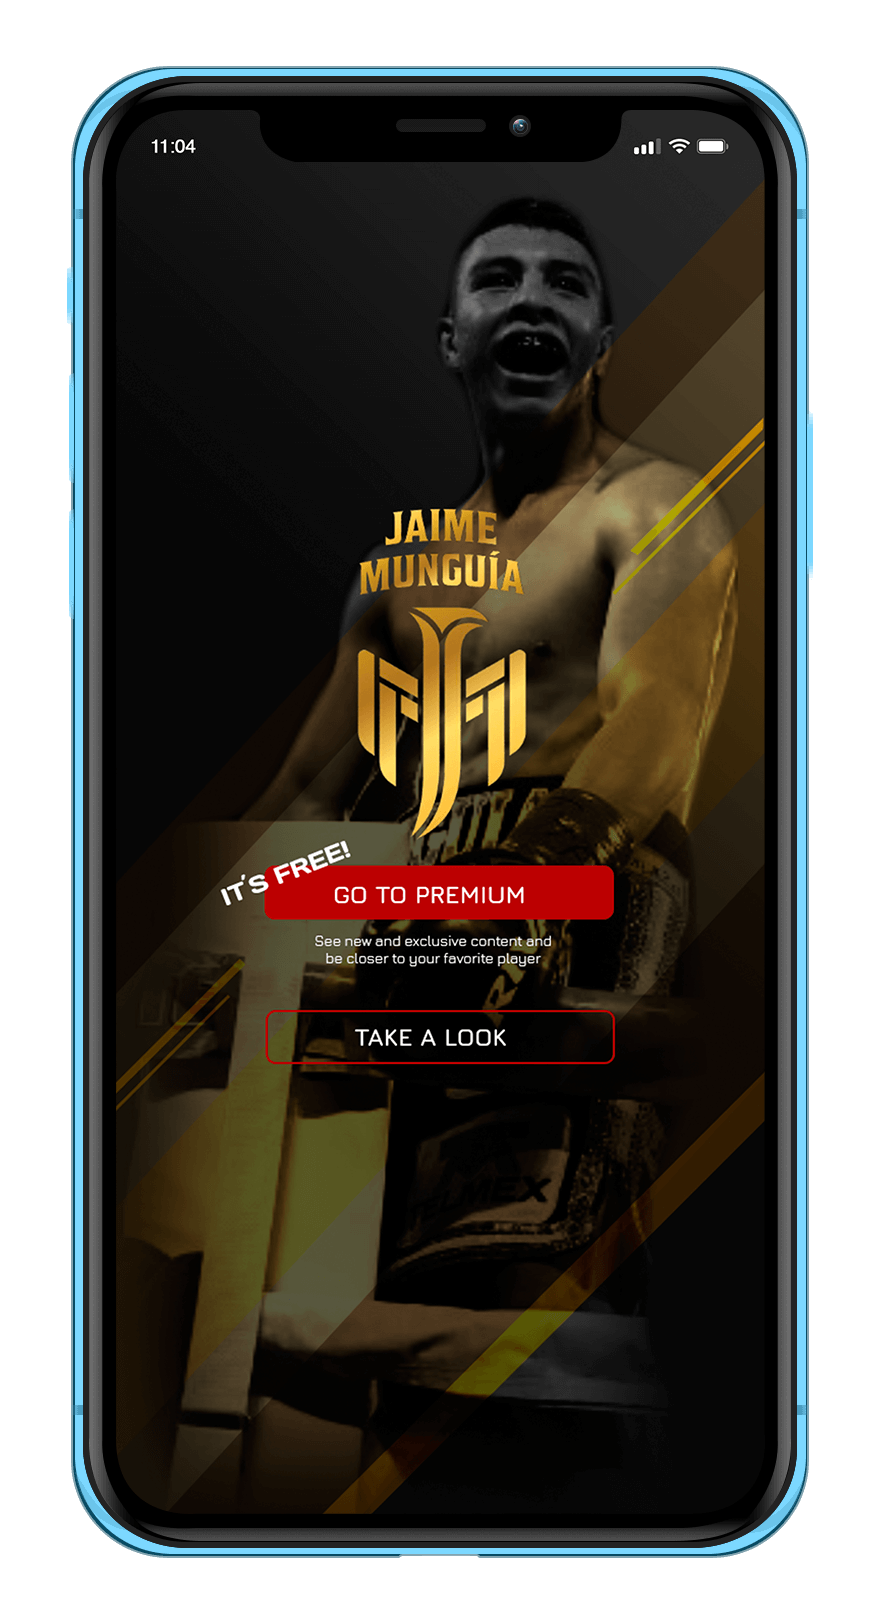 11:04
JAIME
MUNGUÍA
IT'S FREE!
GO TO PREMIUM
See new and exclusive content and
be closer to your favorite player
TAKE A LOOK
TELMEX